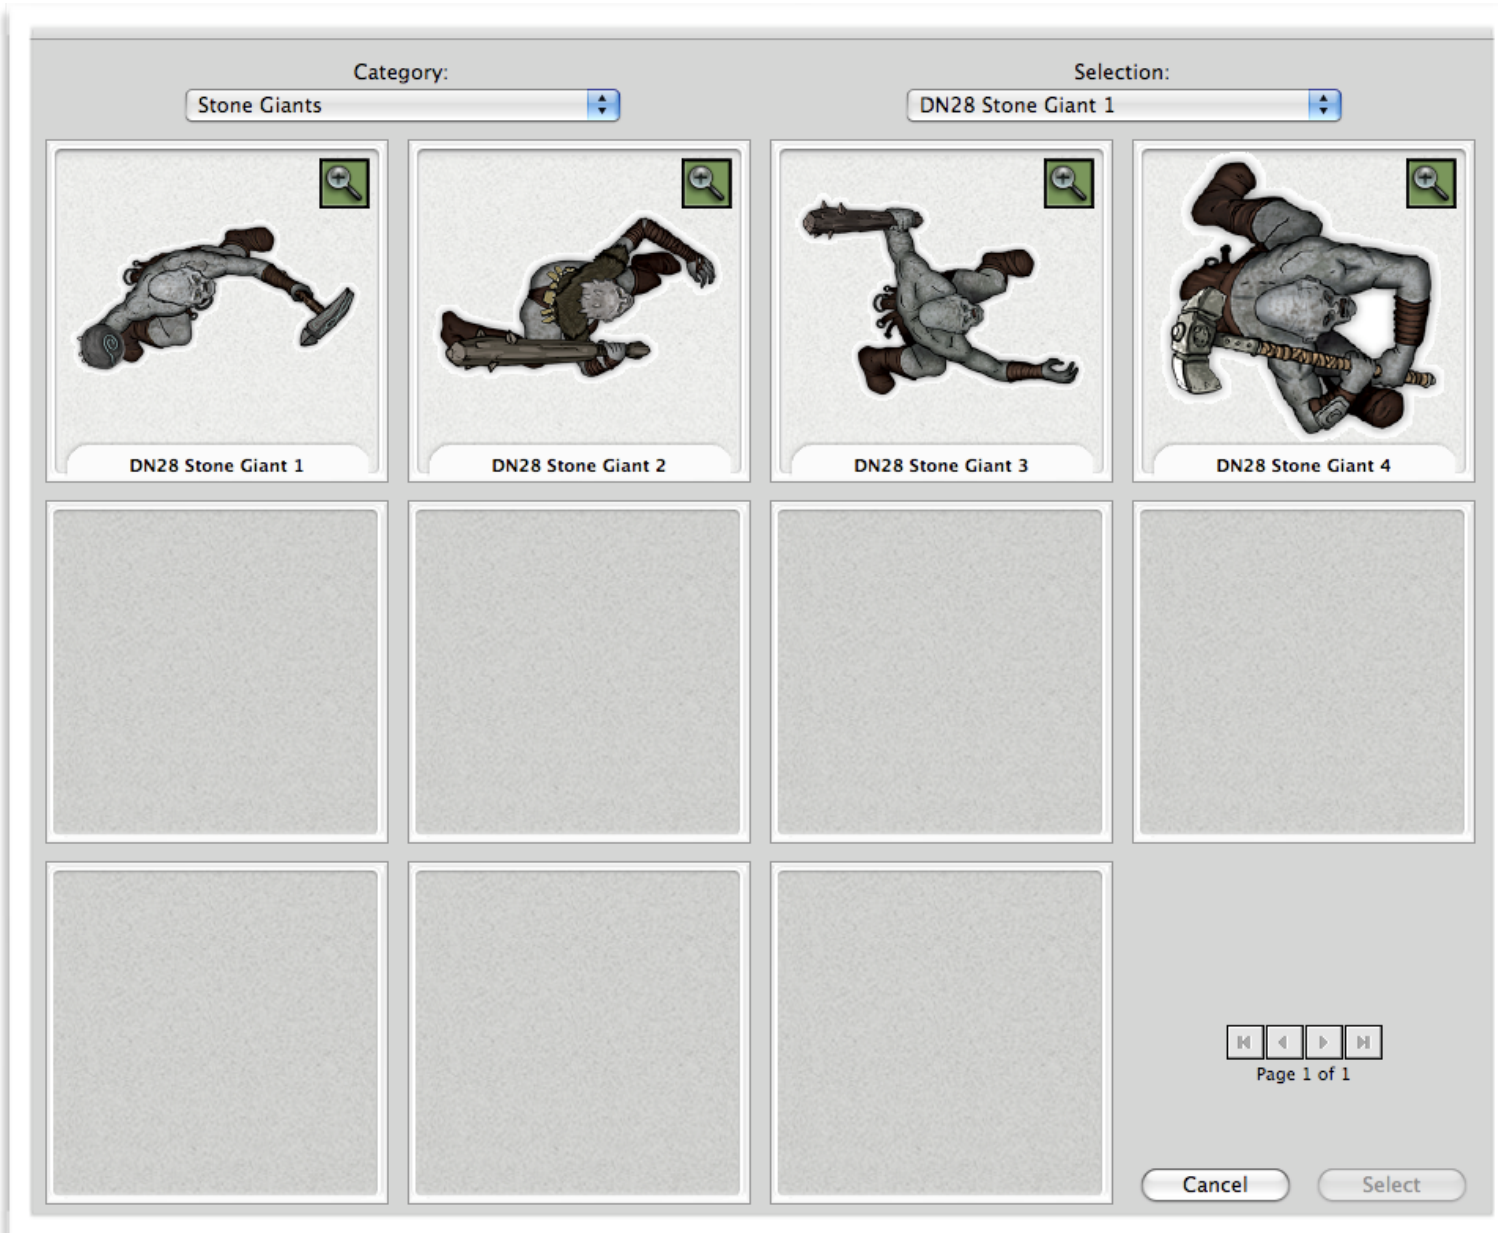 Category:
Selection:
Stone Giants
DN28 Stone Giant 1
DN28 Stone Giant 1
DN28 Stone Giant 2
DN28 Stone Giant 3
DN28 Stone Giant 4
Page 1 of 1
Cancel
Select